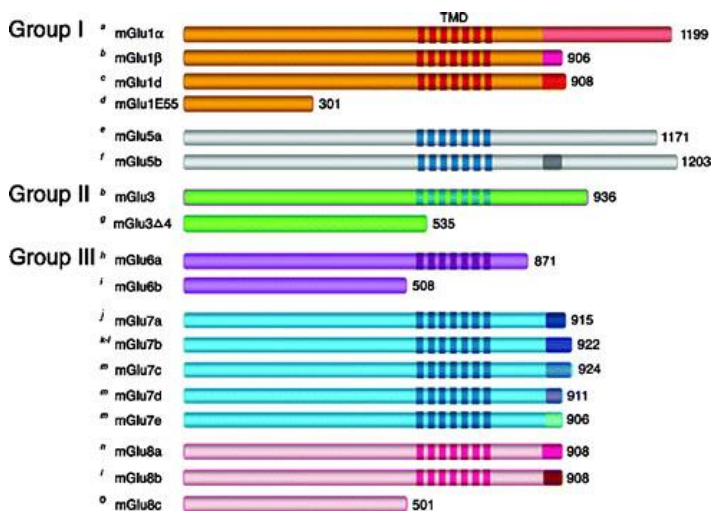 TMD
Group I a mGlu1α 1199
b mGlu1β 906
c mGlu1d 908
d mGlu1E55 301
e mGlu5a 1171
f mGlu5b 1203
Group II b mGlu3 936
g mGlu3Δ4 535
Group III h mGlu6a 871
i mGlu6b 508
j mGlu7a 915
k-l mGlu7b 922
m mGlu7c 924
m mGlu7d 911
m mGlu7e 906
n mGlu8a 908
l mGlu8b 908
o mGlu8c 501